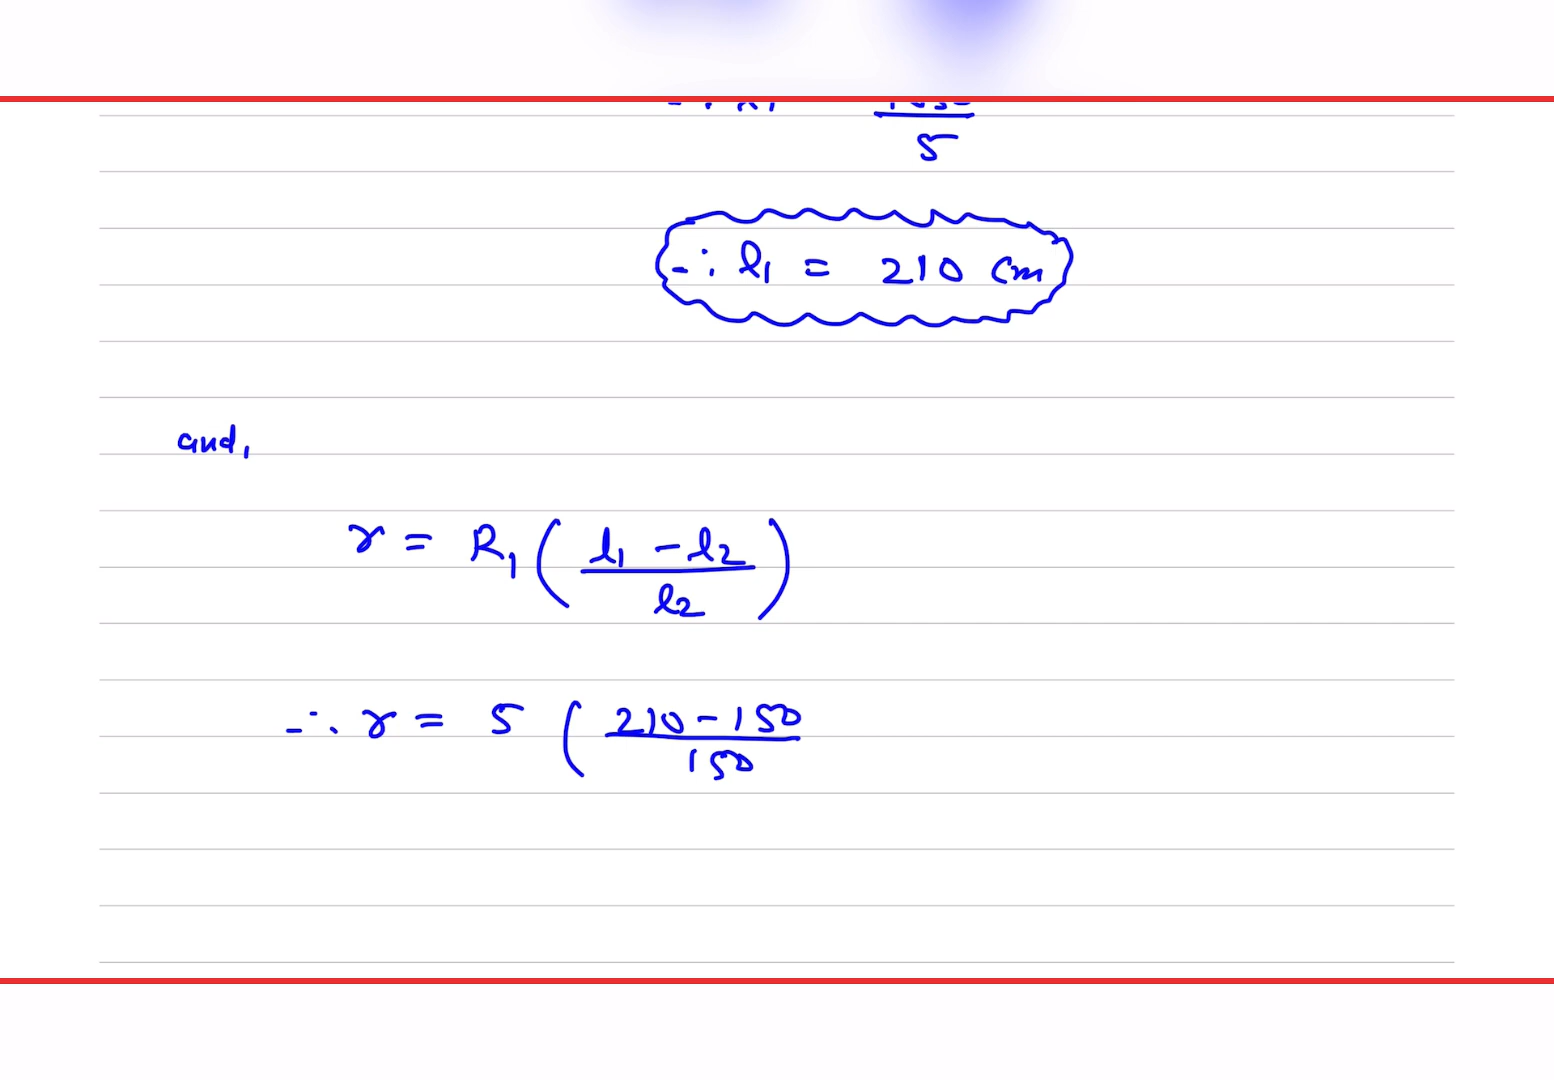 5
∴ l₁ = 210 cm
and,
r = R₁ ( (l₁ - l₂) / l₂ )
∴ r = 5 ( (210 - 150) / 150